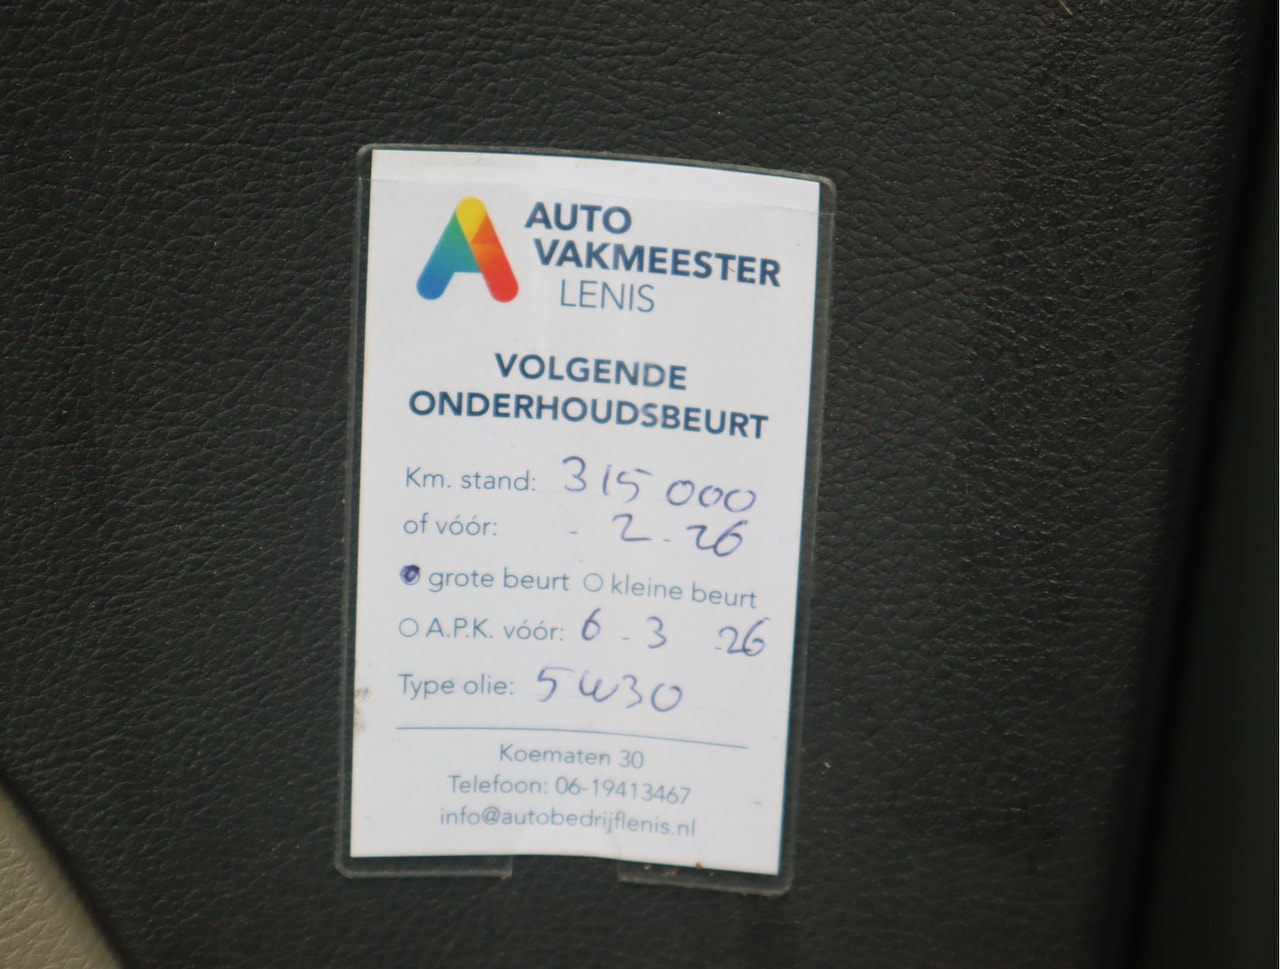 AUTO
VAKMEESTER
LENIS
VOLGENDE
ONDERHOUDSBEURT
Km. stand: 315 000
of vóór: - 2 - 26
grote beurt kleine beurt
A.P.K. vóór: 6 - 3 - 26
Type olie: 5W30
Koematen 30
Telefoon: 06-19413467
info@autobedrijflenis.nl